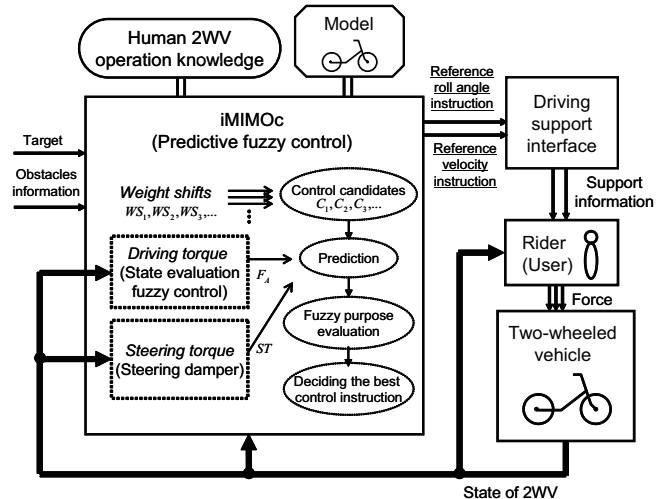 Human 2WV
operation knowledge
Model
iMIMOc
(Predictive fuzzy control)
Target
Obstacles
information
Weight shifts
WS₁,WS₂,WS₃,...
Control candidates
C₁,C₂,C₃,...
Driving torque
(State evaluation
fuzzy control)
F_A
Prediction
Steering torque
(Steering damper)
ST
Fuzzy purpose
evaluation
Deciding the best
control instruction
Reference
roll angle
instruction
Reference
velocity
instruction
Driving
support
interface
Support
information
Rider
(User)
Force
Two-wheeled
vehicle
State of 2WV